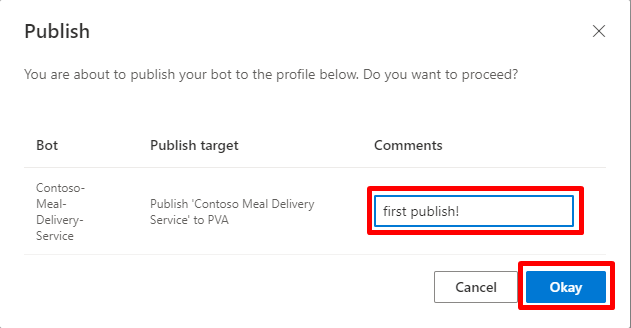 Publish
You are about to publish your bot to the profile below. Do you want to proceed?
Bot Publish target Comments
Contoso-
Meal-
Delivery-
Service
Publish 'Contoso Meal Delivery
Service' to PVA
first publish!
Cancel Okay